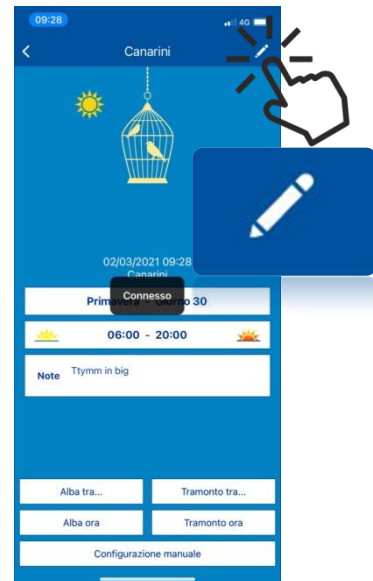 09:28
4G
Canarini
02/03/2021 09:28
Canarini
Primavera - Giorno 30
Connesso
06:00 - 20:00
Note
Ttymm in big
Alba tra...
Tramonto tra...
Alba ora
Tramonto ora
Configurazione manuale